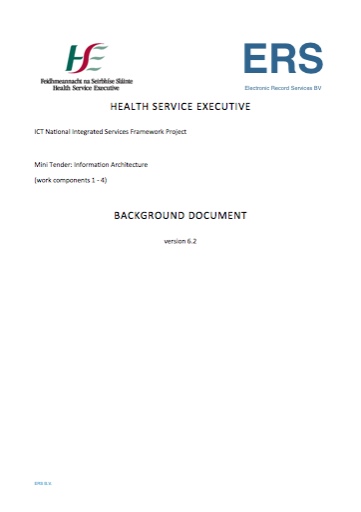 HSE
ERS
Feidhmeannacht na Seirbhíse Sláinte
Health Service Executive
Electronic Record Services BV
HEALTH SERVICE EXECUTIVE
ICT National Integrated Services Framework Project
Mini Tender: Information Architecture
(work components 1 - 4)
BACKGROUND DOCUMENT
version 6.2